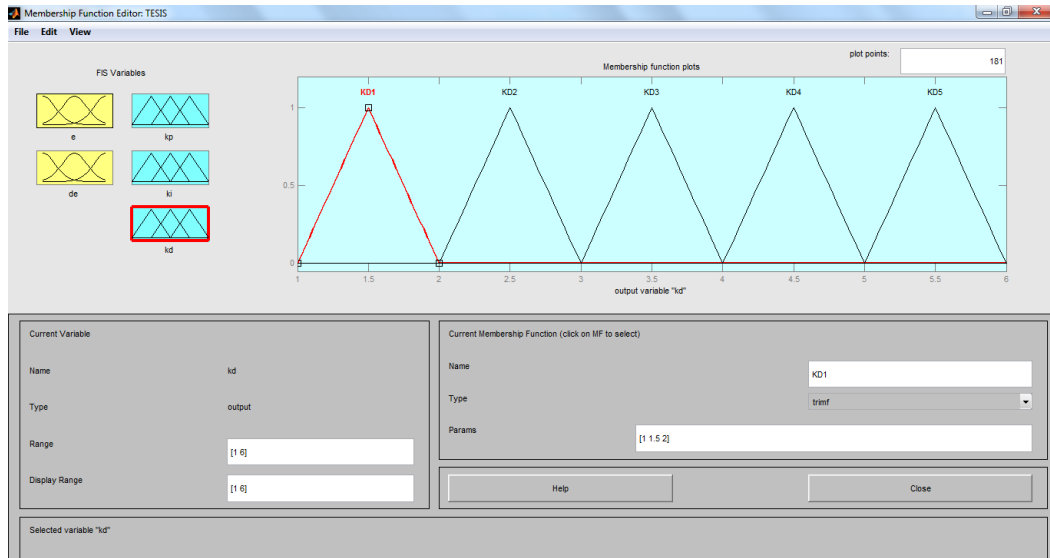 Membership Function Editor: TESIS
File Edit View
FIS Variables
e
kp
de
ki
kd
plot points:
181
Membership function plots
KD1 KD2 KD3 KD4 KD5
1
0.5
0
1 1.5 2 2.5 3 3.5 4 4.5 5 5.5 6
output variable "kd"
Current Variable
Name kd
Type output
Range [1 6]
Display Range [1 6]
Current Membership Function (click on MF to select)
Name KD1
Type trimf
Params [1 1.5 2]
Help Close
Selected variable "kd"